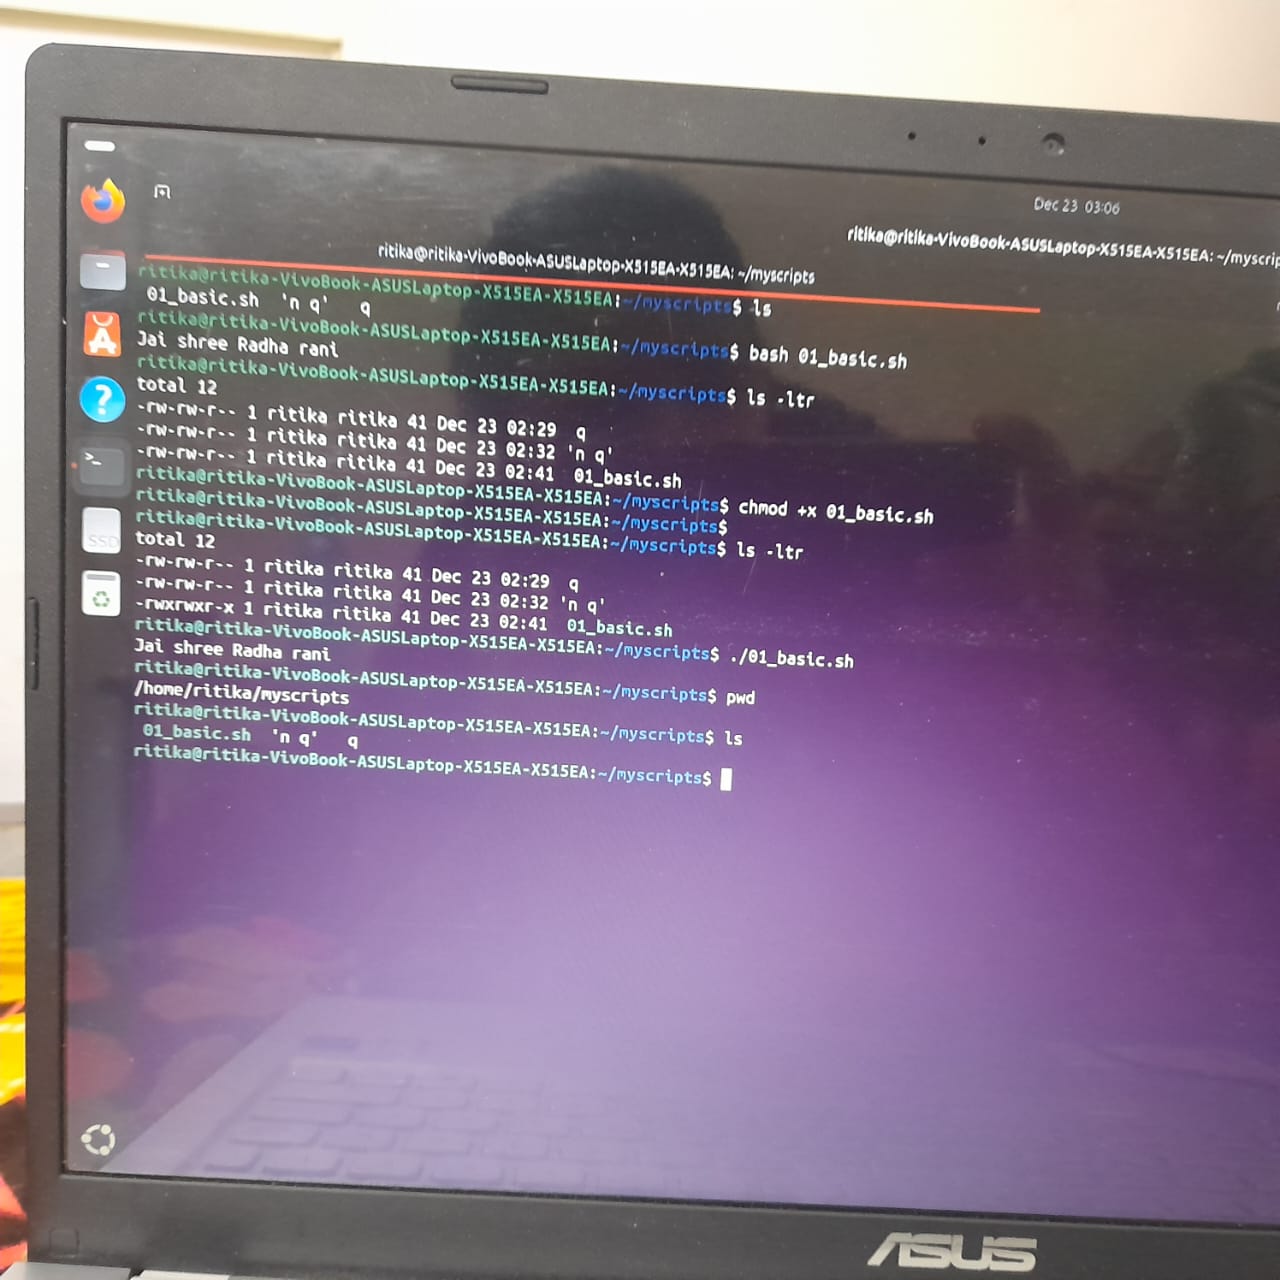 Dec 23 03:06
ritika@ritika-VivoBook-ASUSLaptop-X515EA-X515EA: ~/myscripts
ritika@ritika-VivoBook-ASUSLaptop-X515EA-X515EA: ~/myscrip
ritika@ritika-VivoBook-ASUSLaptop-X515EA-X515EA:~/myscripts$ ls
01_basic.sh 'n q' q
ritika@ritika-VivoBook-ASUSLaptop-X515EA-X515EA:~/myscripts$ bash 01_basic.sh
Jai shree Radha rani
ritika@ritika-VivoBook-ASUSLaptop-X515EA-X515EA:~/myscripts$ ls -ltr
total 12
-rw-rw-r-- 1 ritika ritika 41 Dec 23 02:29 q
-rw-rw-r-- 1 ritika ritika 41 Dec 23 02:32 'n q'
-rw-rw-r-- 1 ritika ritika 41 Dec 23 02:41 01_basic.sh
ritika@ritika-VivoBook-ASUSLaptop-X515EA-X515EA:~/myscripts$ chmod +x 01_basic.sh
ritika@ritika-VivoBook-ASUSLaptop-X515EA-X515EA:~/myscripts$
ritika@ritika-VivoBook-ASUSLaptop-X515EA-X515EA:~/myscripts$ ls -ltr
total 12
-rw-rw-r-- 1 ritika ritika 41 Dec 23 02:29 q
-rw-rw-r-- 1 ritika ritika 41 Dec 23 02:32 'n q'
-rwxrwxr-x 1 ritika ritika 41 Dec 23 02:41 01_basic.sh
ritika@ritika-VivoBook-ASUSLaptop-X515EA-X515EA:~/myscripts$ ./01_basic.sh
Jai shree Radha rani
ritika@ritika-VivoBook-ASUSLaptop-X515EA-X515EA:~/myscripts$ pwd
/home/ritika/myscripts
ritika@ritika-VivoBook-ASUSLaptop-X515EA-X515EA:~/myscripts$ ls
01_basic.sh 'n q' q
ritika@ritika-VivoBook-ASUSLaptop-X515EA-X515EA:~/myscripts$
SSD
ASUS